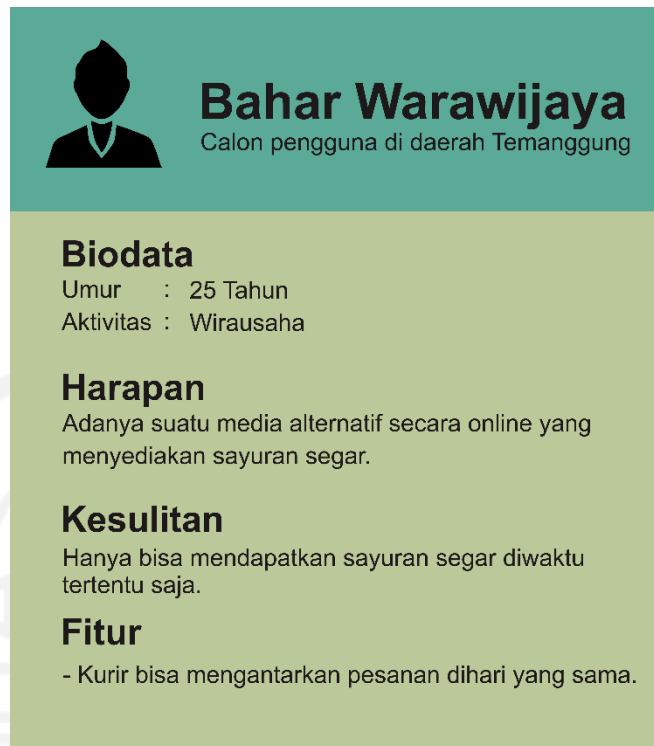 Bahar Warawijaya
Calon pengguna di daerah Temanggung
Biodata
Umur : 25 Tahun
Aktivitas : Wirausaha
Harapan
Adanya suatu media alternatif secara online yang
menyediakan sayuran segar.
Kesulitan
Hanya bisa mendapatkan sayuran segar diwaktu
tertentu saja.
Fitur
- Kurir bisa mengantarkan pesanan dihari yang sama.